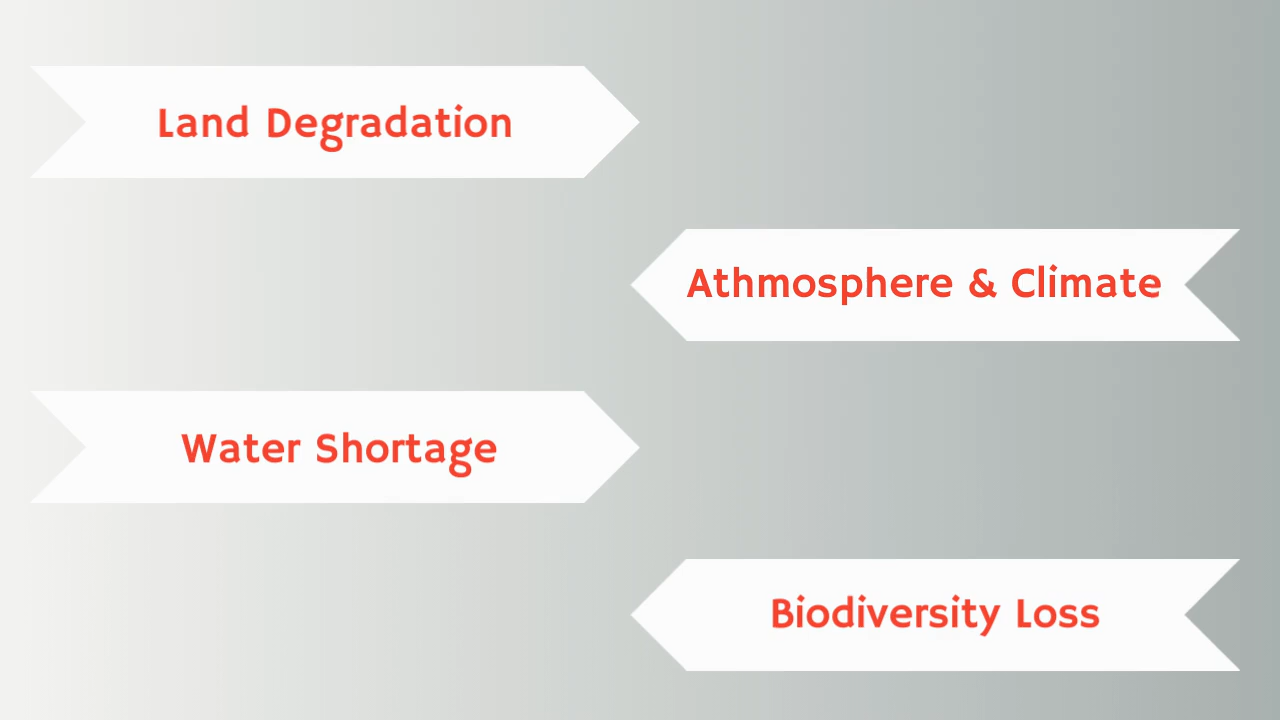 Land Degradation
Athmosphere & Climate
Water Shortage
Biodiversity Loss